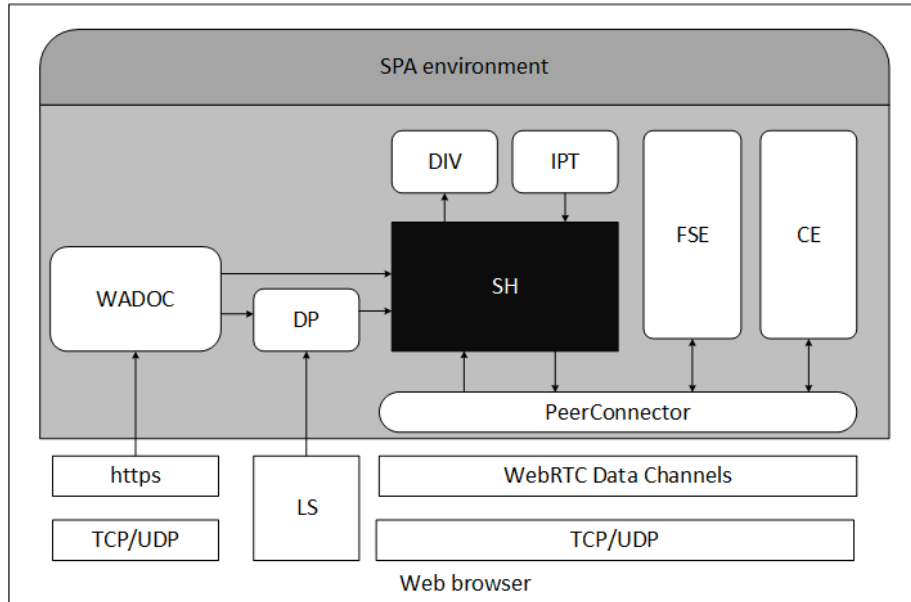 SPA environment
DIV
IPT
FSE
CE
WADOC
DP
SH
PeerConnector
https
LS
WebRTC Data Channels
TCP/UDP
TCP/UDP
Web browser